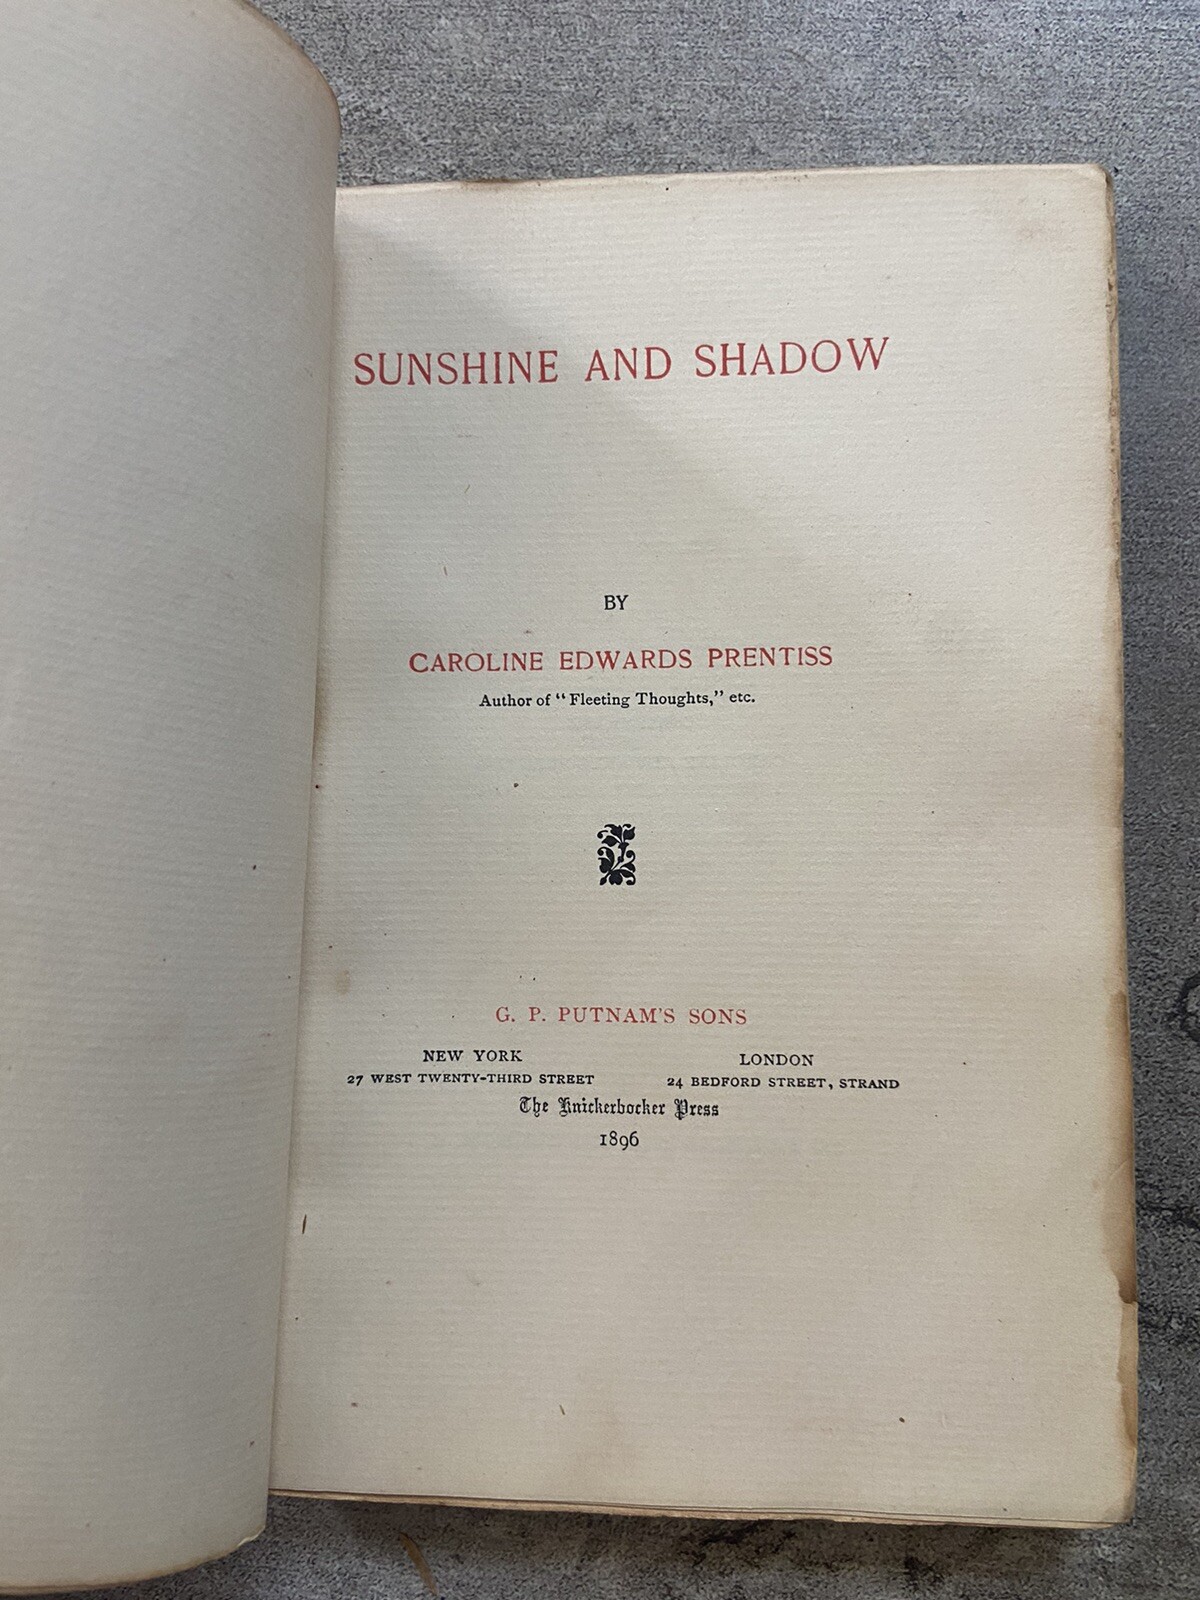 SUNSHINE AND SHADOW
BY
CAROLINE EDWARDS PRENTISS
Author of “Fleeting Thoughts,” etc.
G. P. PUTNAM'S SONS
NEW YORK LONDON
27 WEST TWENTY-THIRD STREET 24 BEDFORD STREET, STRAND
The Knickerbocker Press
1896